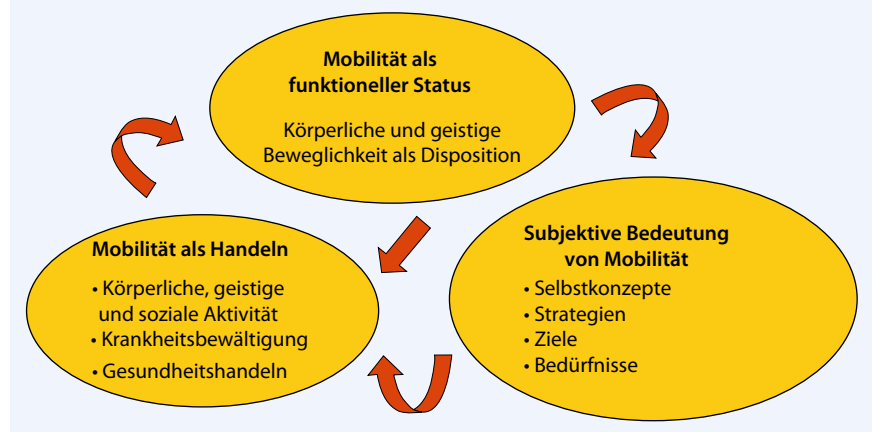 Mobilität als
funktioneller Status
Körperliche und geistige
Beweglichkeit als Disposition
Mobilität als Handeln
• Körperliche, geistige
und soziale Aktivität
• Krankheitsbewältigung
• Gesundheitshandeln
Subjektive Bedeutung
von Mobilität
• Selbstkonzepte
• Strategien
• Ziele
• Bedürfnisse